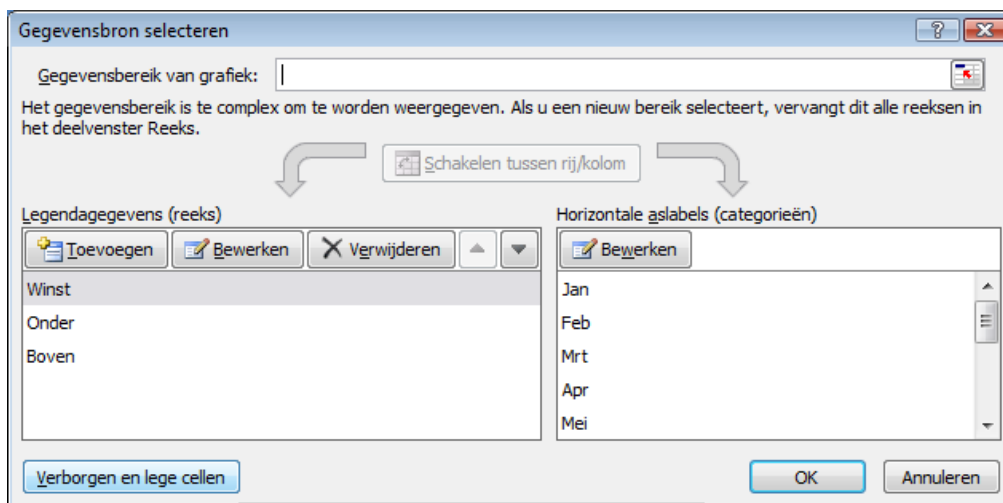 Gegevensbron selecteren
Gegevensbereik van grafiek:
Het gegevensbereik is te complex om te worden weergegeven. Als u een nieuw bereik selecteert, vervangt dit alle reeksen in
het deelvenster Reeks.
Schakelen tussen rij/kolom
Legendagegevens (reeks)
Toevoegen Bewerken Verwijderen
Winst
Onder
Boven
Horizontale aslabels (categorieën)
Bewerken
Jan
Feb
Mrt
Apr
Mei
Verborgen en lege cellen
OK Annuleren